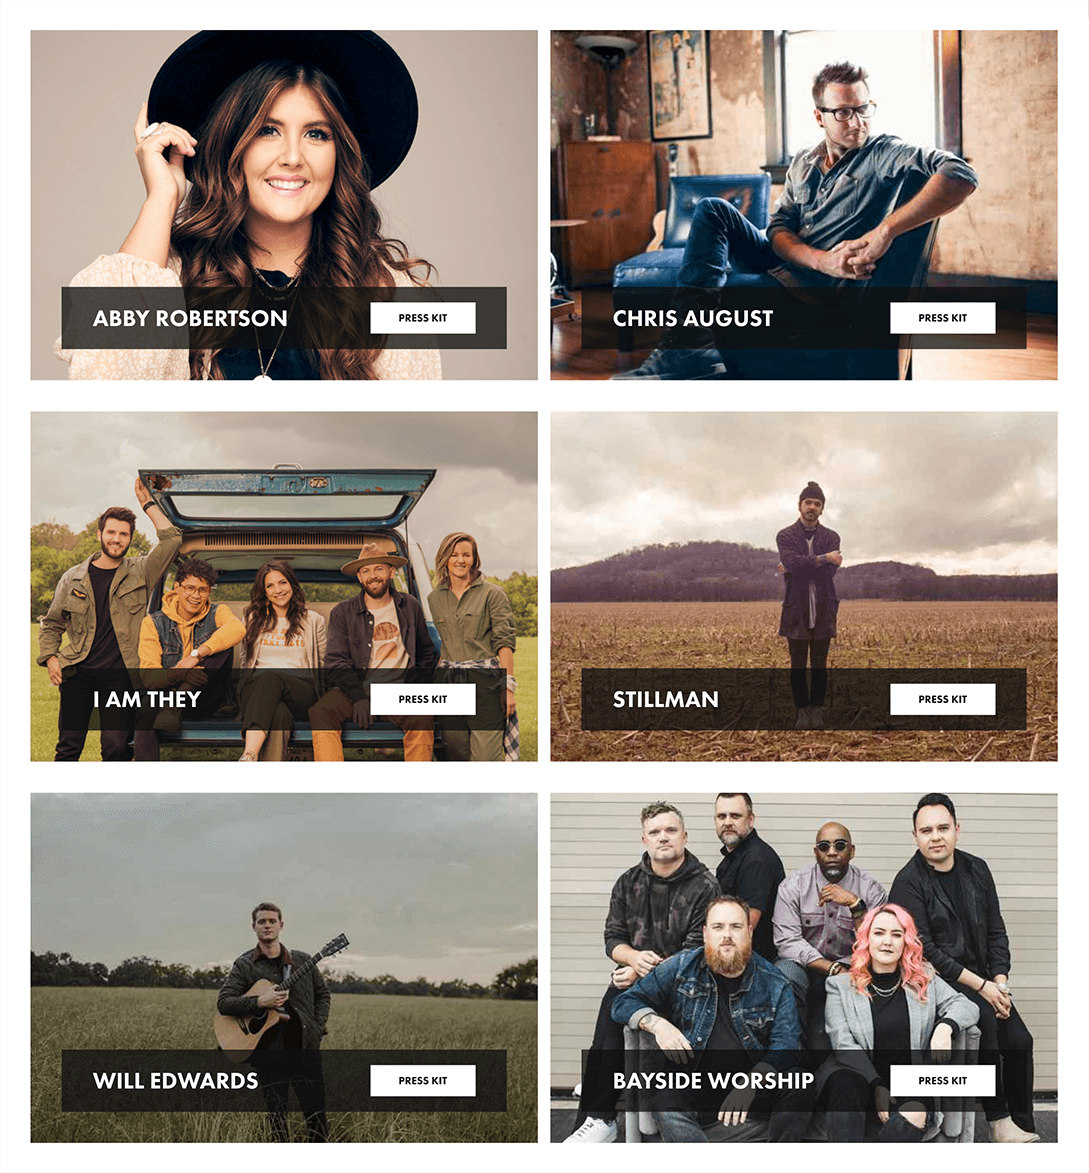 ABBY ROBERTSON
PRESS KIT
CHRIS AUGUST
PRESS KIT
I AM THEY
PRESS KIT
STILLMAN
PRESS KIT
WILL EDWARDS
PRESS KIT
BAYSIDE WORSHIP
PRESS KIT